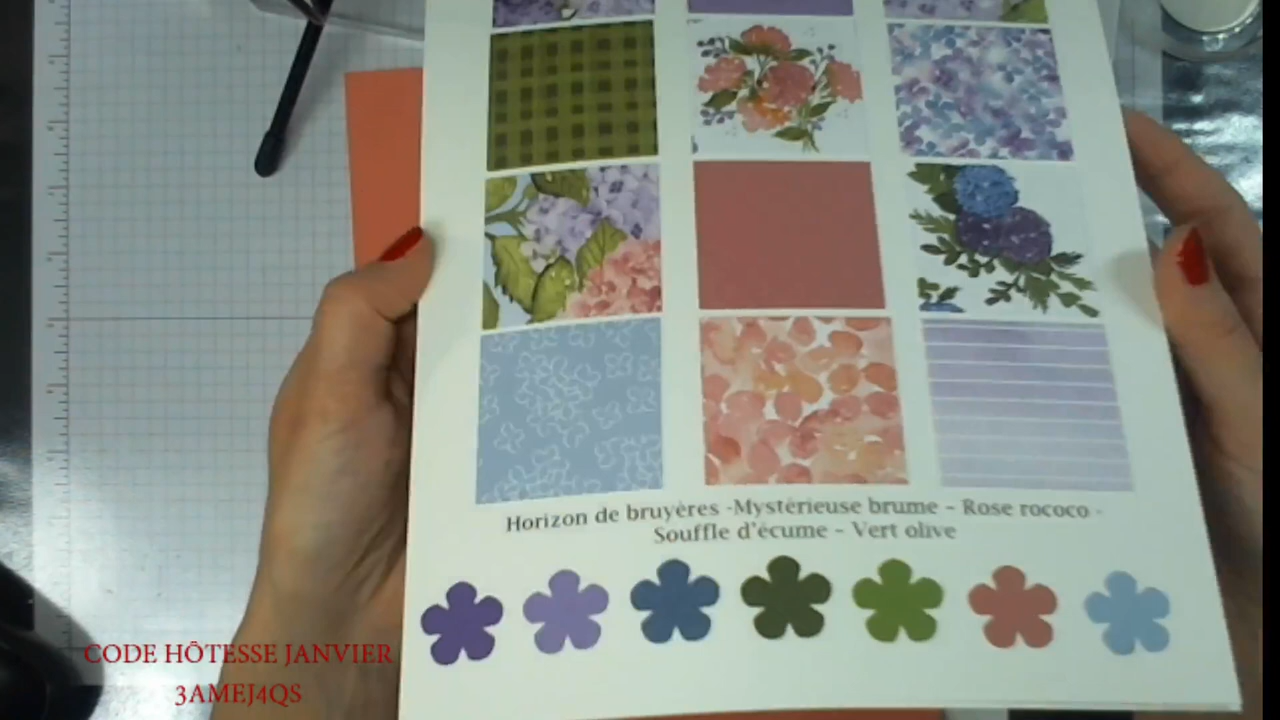 Horizon de bruyères -Mystérieuse brume - Rose rococo -
Souffle d'écume - Vert olive
CODE HÔTESSE JANVIER
3AMEJ4QS